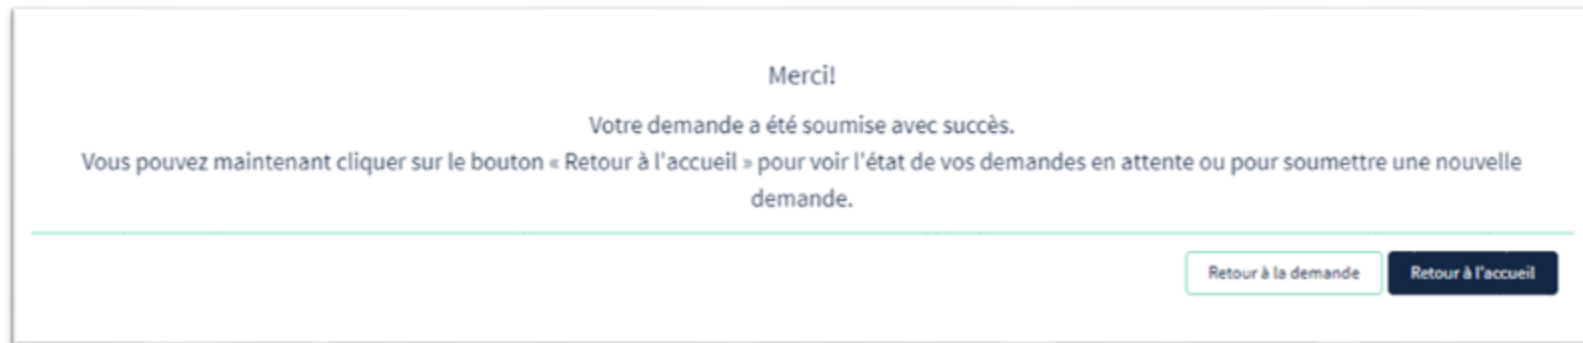 Merci!
Votre demande a été soumise avec succès.
Vous pouvez maintenant cliquer sur le bouton « Retour à l'accueil » pour voir l'état de vos demandes en attente ou pour soumettre une nouvelle
demande.
Retour à la demande
Retour à l'accueil